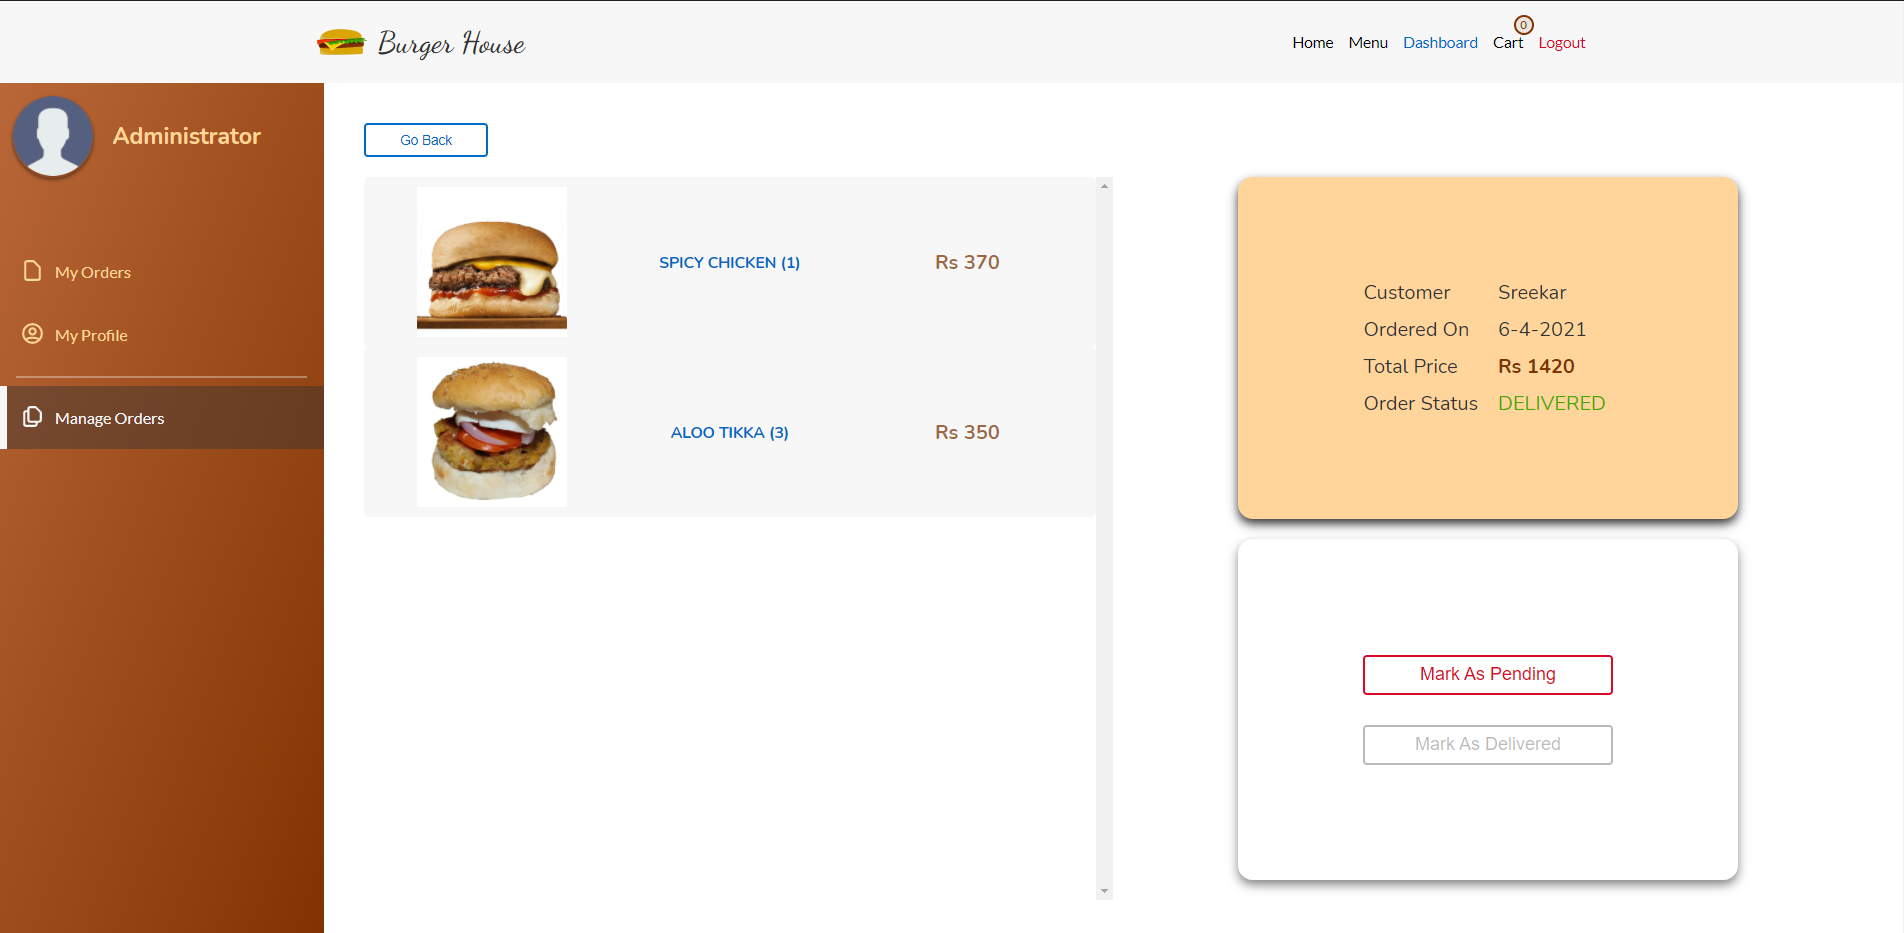 Burger House
Home Menu Dashboard Cart 0 Logout
Administrator
My Orders
My Profile
Manage Orders
Go Back
SPICY CHICKEN (1) Rs 370
ALOO TIKKA (3) Rs 350
Customer Sreekar
Ordered On 6-4-2021
Total Price Rs 1420
Order Status DELIVERED
Mark As Pending
Mark As Delivered